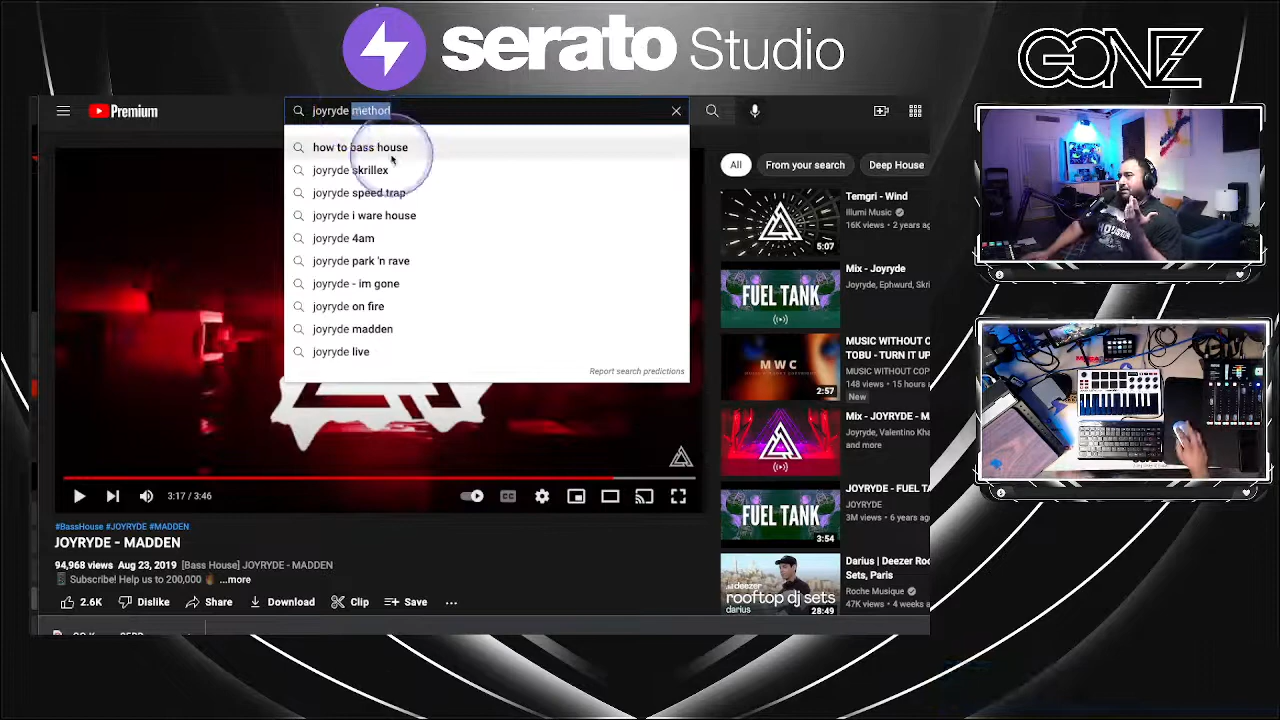 serato Studio
GONZ
Premium
joyryde method
how to bass house
joyryde skrillex
joyryde speed trap
joyryde i ware house
joyryde 4am
joyryde park 'n rave
joyryde - im gone
joyryde on fire
joyryde madden
joyryde live
Report search predictions
3:17 / 3:46
CC
#BassHouse #JOYRYDE #MADDEN
JOYRYDE - MADDEN
94,968 views Aug 23, 2019 [Bass House] JOYRYDE - MADDEN
Subscribe! Help us to 200,000 ...more
2.6K
Dislike
Share
Download
Clip
Save
All
From your search
Deep House
Temgri - Wind
Illumi Music
16K views • 2 years ag
5:07
Mix - Joyryde
Joyryde, Ephwurd, Skri
FUEL TANK
MUSIC WITHOUT C
TOBU - TURN IT UP
MUSIC WITHOUT COP
148 views • 15 hours a
New
MWC
2:57
Mix - JOYRYDE - M
Joyryde, Valentino Kha
and more
JOYRYDE - FUEL T
JOYRYDE
3M views • 6 years ag
FUEL TANK
3:54
Darius | Deezer Roo
Sets, Paris
Roche Musique
47K views • 4 weeks a
deezer
rooftop dj sets
darius
28:49